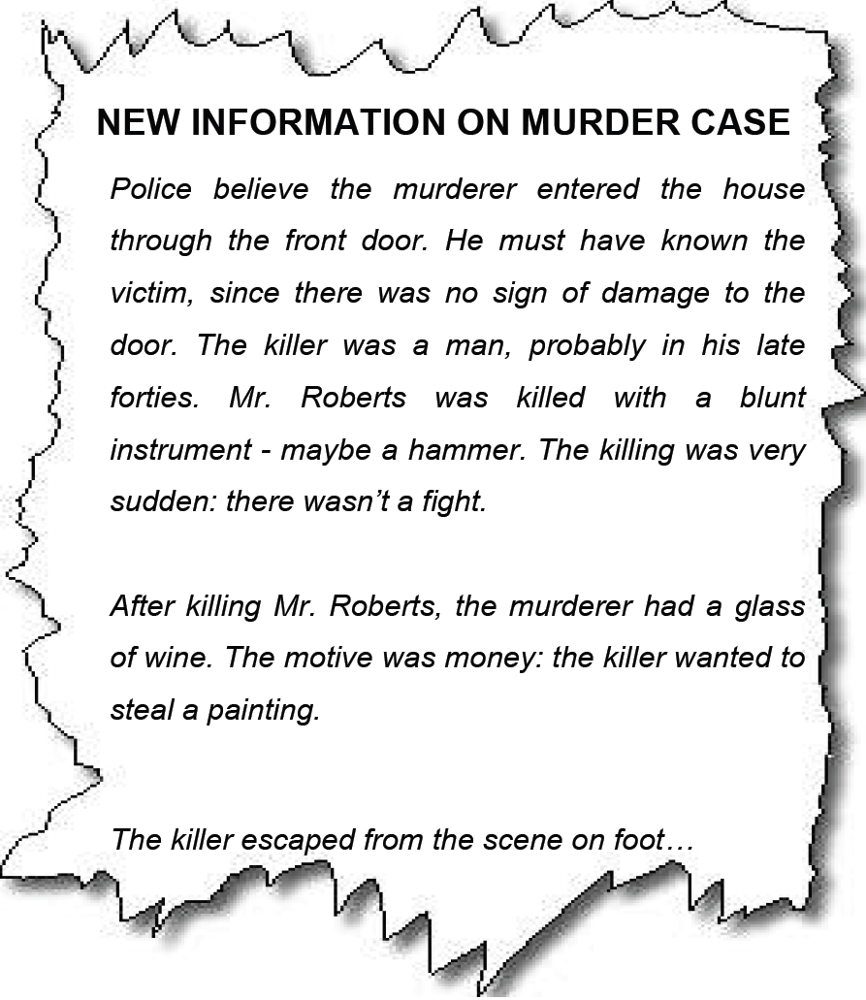 NEW INFORMATION ON MURDER CASE
Police believe the murderer entered the house
through the front door. He must have known the
victim, since there was no sign of damage to the
door. The killer was a man, probably in his late
forties. Mr. Roberts was killed with a blunt
instrument - maybe a hammer. The killing was very
sudden: there wasn’t a fight.
After killing Mr. Roberts, the murderer had a glass
of wine. The motive was money: the killer wanted to
steal a painting.
The killer escaped from the scene on foot…